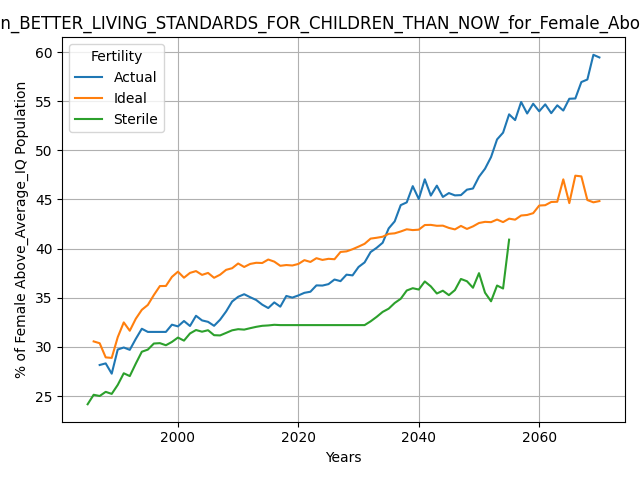 n_BETTER_LIVING_STANDARDS_FOR_CHILDREN_THAN_NOW_for_Female_Abo
Fertility
Actual
Ideal
Sterile
% of Female Above_Average_IQ Population
60
55
50
45
40
35
30
25
2000
2020
2040
2060
Years